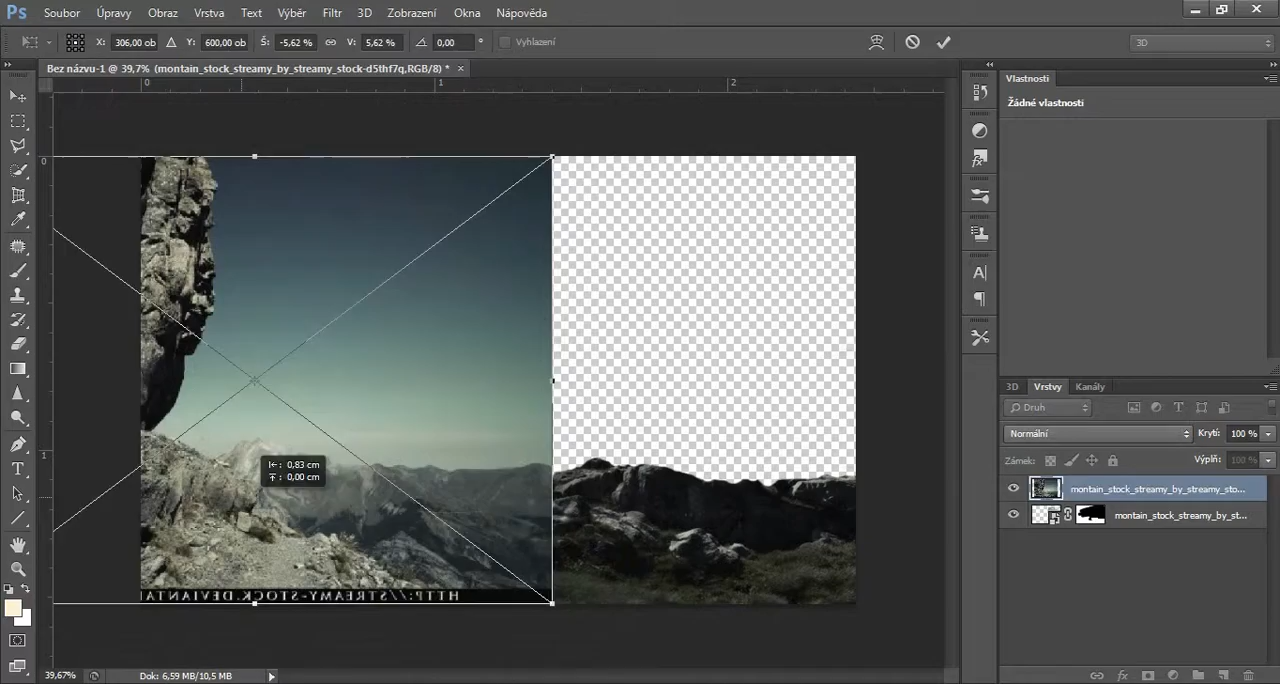 Ps Soubor Úpravy Obraz Vrstva Text Výběr Filtr 3D Zobrazení Okna Nápověda
X: 306,00 ob Y: 600,00 ob Š: -5,62 % V: 5,62 % 0,00 ° Vyhlazení 3D
Bez názvu-1 @ 39,7% (montain_stock_streamy_by_streamy_stock-d5thf7q,RGB/8) * ×
0 1 2
0
1
Vlastnosti
Žádné vlastnosti
0,83 cm
0,00 cm
HTTP://STREAMY-STOCK.DEVIANTA
3D Vrstvy Kanály
Druh
Normální Krytí: 100 %
Zámek: Výplň: 100 %
montain_stock_streamy_by_streamy_sto...
montain_stock_streamy_by_st...
39,67% Dok: 6,59 MB/10,5 MB